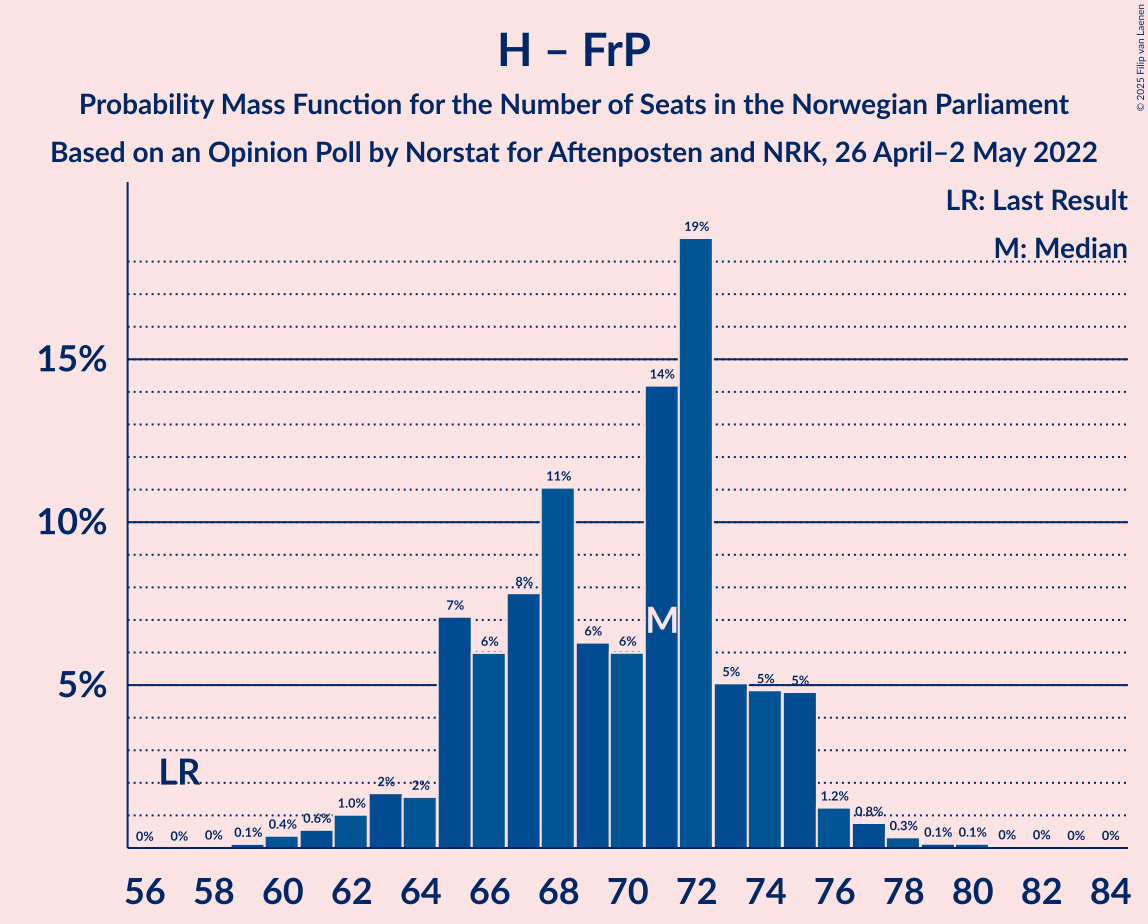 H – FrP
Probability Mass Function for the Number of Seats in the Norwegian Parliament
Based on an Opinion Poll by Norstat for Aftenposten and NRK, 26 April–2 May 2022
© 2025 Filip van Laenen
LR: Last Result
M: Median
15%
10%
5%
LR
M
0% 0% 0% 0.1% 0.4% 0.6% 1.0% 2% 2% 7% 6% 8% 11% 6% 6% 14% 19% 5% 5% 5% 1.2% 0.8% 0.3% 0.1% 0.1% 0% 0% 0% 0%
56 58 60 62 64 66 68 70 72 74 76 78 80 82 84